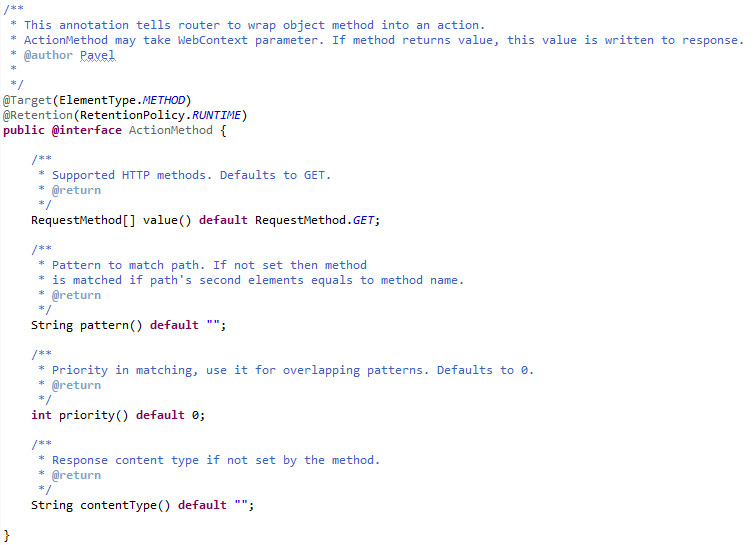 /**
 * This annotation tells router to wrap object method into an action.
 * ActionMethod may take WebContext parameter. If method returns value, this value is written to response.
 * @author Pavel
 *
 */
@Target(ElementType.METHOD)
@Retention(RetentionPolicy.RUNTIME)
public @interface ActionMethod {

    /**
     * Supported HTTP methods. Defaults to GET.
     * @return
     */
    RequestMethod[] value() default RequestMethod.GET;

    /**
     * Pattern to match path. If not set then method
     * is matched if path's second elements equals to method name.
     * @return
     */
    String pattern() default "";

    /**
     * Priority in matching, use it for overlapping patterns. Defaults to 0.
     * @return
     */
    int priority() default 0;

    /**
     * Response content type if not set by the method.
     * @return
     */
    String contentType() default "";

}